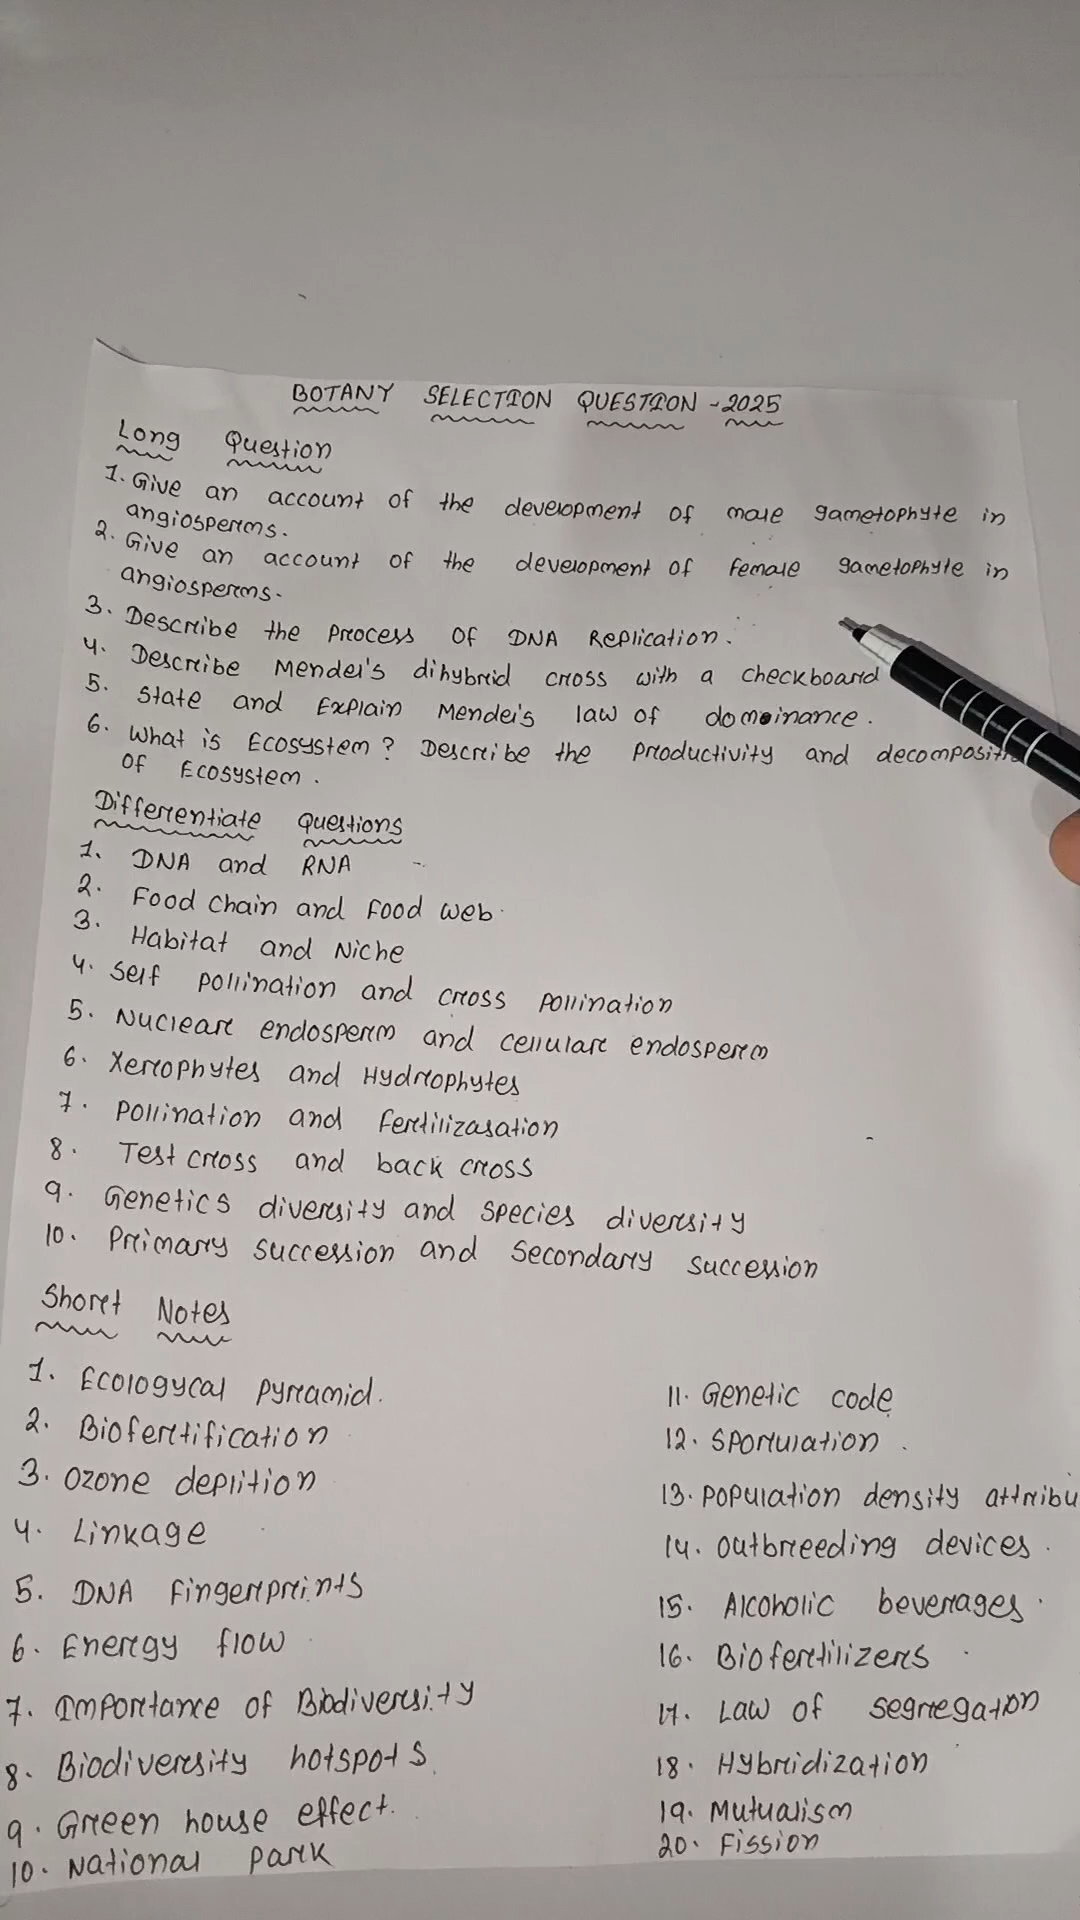 BOTANY SELECTION QUESTION - 2025
Long Question
1. Give an account of the development of male gametophyte in
angiosperms.
2. Give an account of the development of Female gametophyte in
angiosperms.
3. Describe the process of DNA Replication.
4. Describe Mendel's dihybrid cross with a checkboard
5. State and Explain Mendel's law of dominance.
6. What is Ecosystem? Describe the productivity and decompositi
of Ecosystem.
Differentiate Questions
1. DNA and RNA
2. Food chain and food web.
3. Habitat and Niche
4. Self pollination and cross pollination
5. Nuclear endosperm and cellular endosperm
6. Xerophytes and Hydrophytes
7. Pollination and fertilizasation
8. Test cross and back cross
9. Genetics diversity and species diversity
10. Primary succession and Secondary succession
Short Notes
1. Ecologycal pyramid.
2. Biofertification
3. Ozone deplition
4. Linkage
5. DNA fingerprints
6. Energy flow
7. Importance of Biodiversity
8. Biodiversity hotspots
9. Green house effect.
10. National park
11. Genetic code
12. Sporulation.
13. Population density attribu
14. Outbreeding devices.
15. Alcoholic beverages.
16. Biofertilizers
17. Law of segregation
18. Hybridization
19. Mutualism
20. Fission